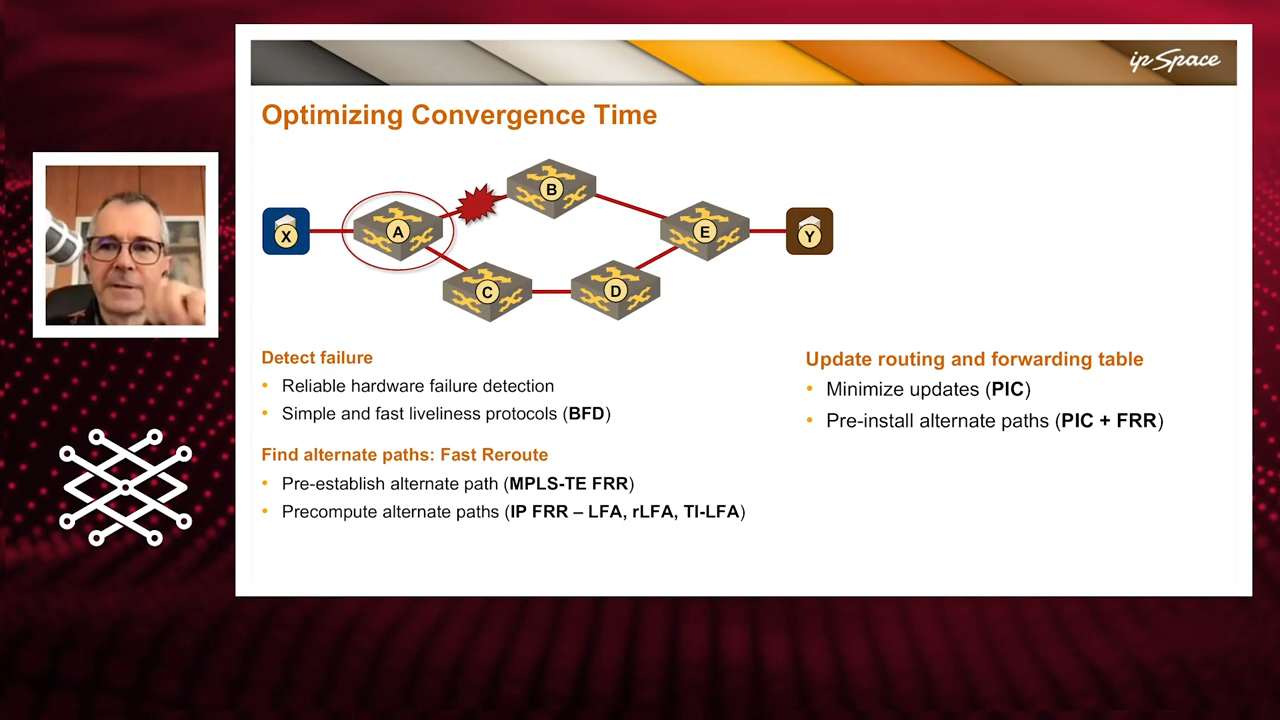 ip Space
Optimizing Convergence Time
B
X
A
E
Y
C
D
Detect failure
• Reliable hardware failure detection
• Simple and fast liveliness protocols (BFD)
Find alternate paths: Fast Reroute
• Pre-establish alternate path (MPLS-TE FRR)
• Precompute alternate paths (IP FRR – LFA, rLFA, TI-LFA)
Update routing and forwarding table
• Minimize updates (PIC)
• Pre-install alternate paths (PIC + FRR)